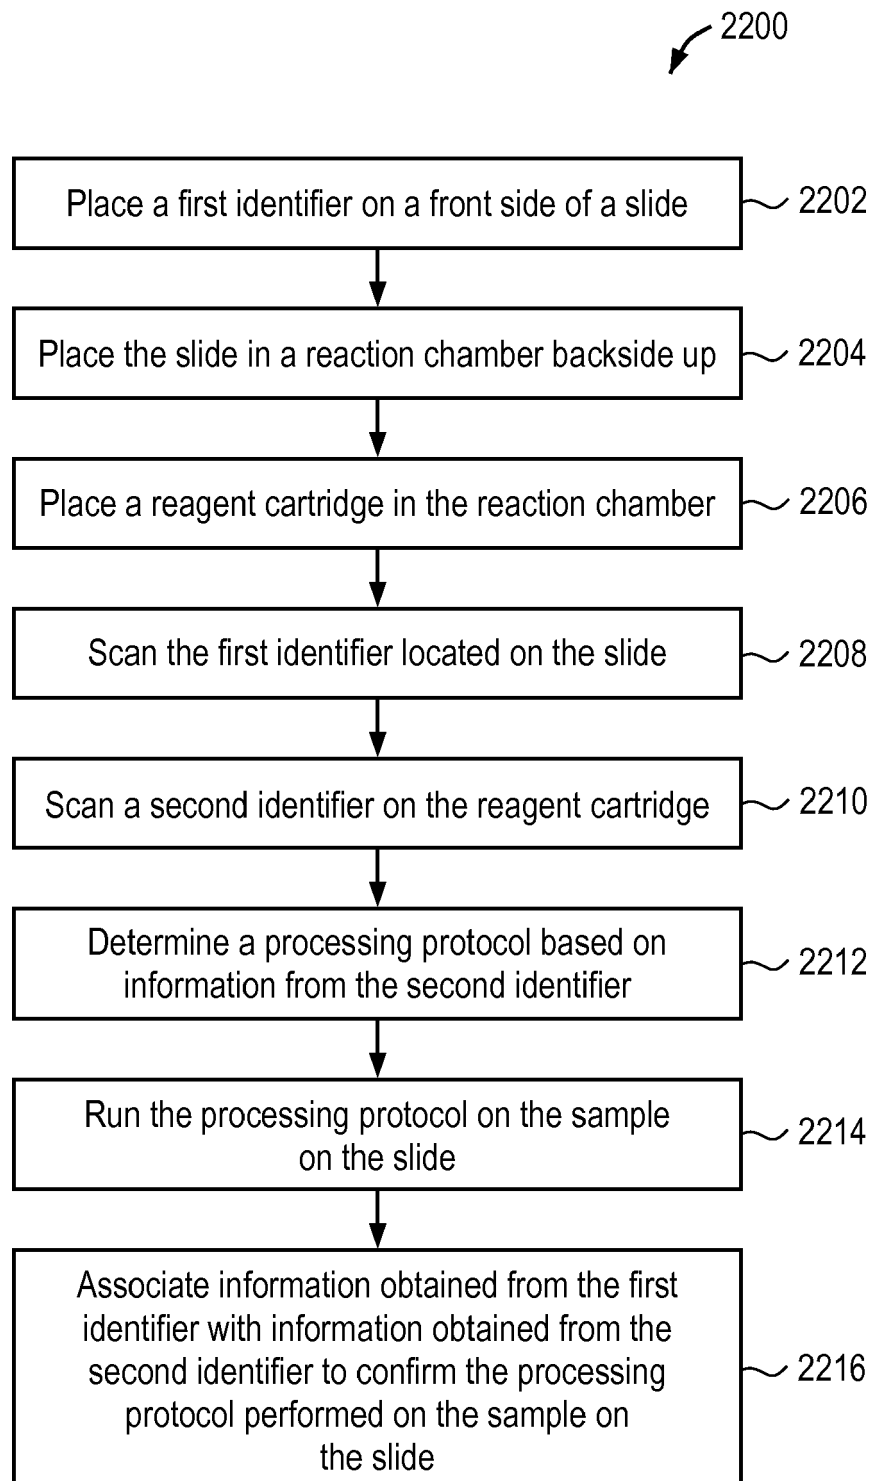 2200
Place a first identifier on a front side of a slide
2202
Place the slide in a reaction chamber backside up
2204
Place a reagent cartridge in the reaction chamber
2206
Scan the first identifier located on the slide
2208
Scan a second identifier on the reagent cartridge
2210
Determine a processing protocol based on
information from the second identifier
2212
Run the processing protocol on the sample
on the slide
2214
Associate information obtained from the first
identifier with information obtained from the
second identifier to confirm the processing
protocol performed on the sample on
the slide
2216